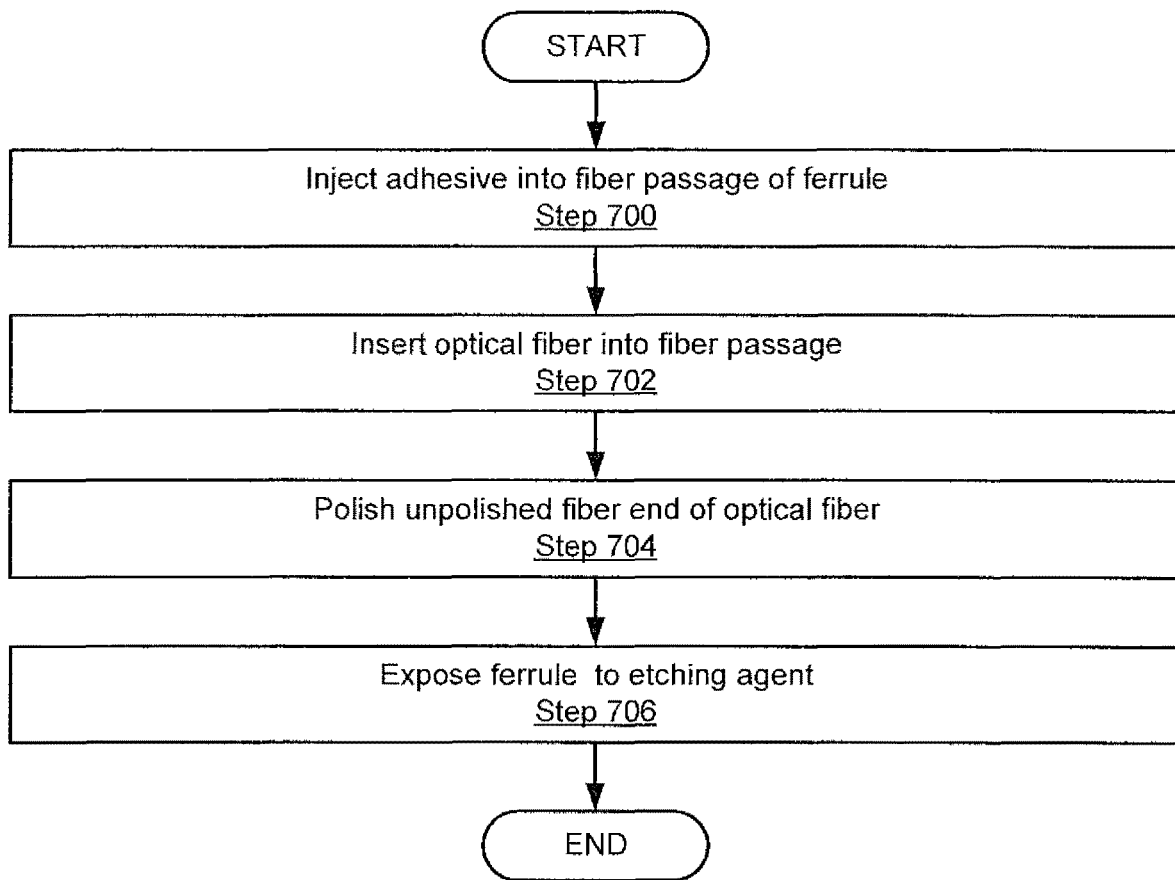 START
Inject adhesive into fiber passage of ferrule
Step 700
Insert optical fiber into fiber passage
Step 702
Polish unpolished fiber end of optical fiber
Step 704
Expose ferrule to etching agent
Step 706
END